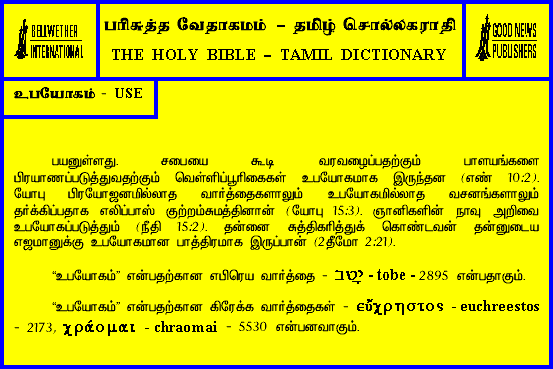 BELLWETHER
INTERNATIONAL
பரிசுத்த வேதாகமம் – தமிழ் சொல்லகராதி
THE HOLY BIBLE – TAMIL DICTIONARY
GOOD NEWS
PUBLISHERS
உபயோகம் - USE
பயனுள்ளது. சபையை கூடி வரவழைப்பதற்கும் பாளயங்களை
பிரயாணப்படுத்துவதற்கும் வெள்ளிப்பூரிகைகள் உபயோகமாக இருந்தன (எண் 10:2).
யோபு பிரயோஜனமில்லாத வார்த்தைகளாலும் உபயோகமில்லாத வசனங்களாலும்
தர்க்கிப்பதாக எலிப்பாஸ் குற்றம்சுமத்தினான் (யோபு 15:3). ஞானிகளின் நாவு அறிவை
உபயோகப்படுத்தும் (நீதி 15:2). தன்னை சுத்திகரித்துக் கொண்டவன் தன்னுடைய
எஜமானுக்கு உபயோகமான பாத்திரமாக இருப்பான் (2தீமோ 2:21).
“உபயோகம்” என்பதற்கான எபிரெய வார்த்தை - - tobe - 2895 என்பதாகும்.
“உபயோகம்” என்பதற்கான கிரேக்க வார்த்தைகள் - εὔχρηστος - euchreestos
- 2173, χράομαι - chraomai - 5530 என்பனவாகும்.